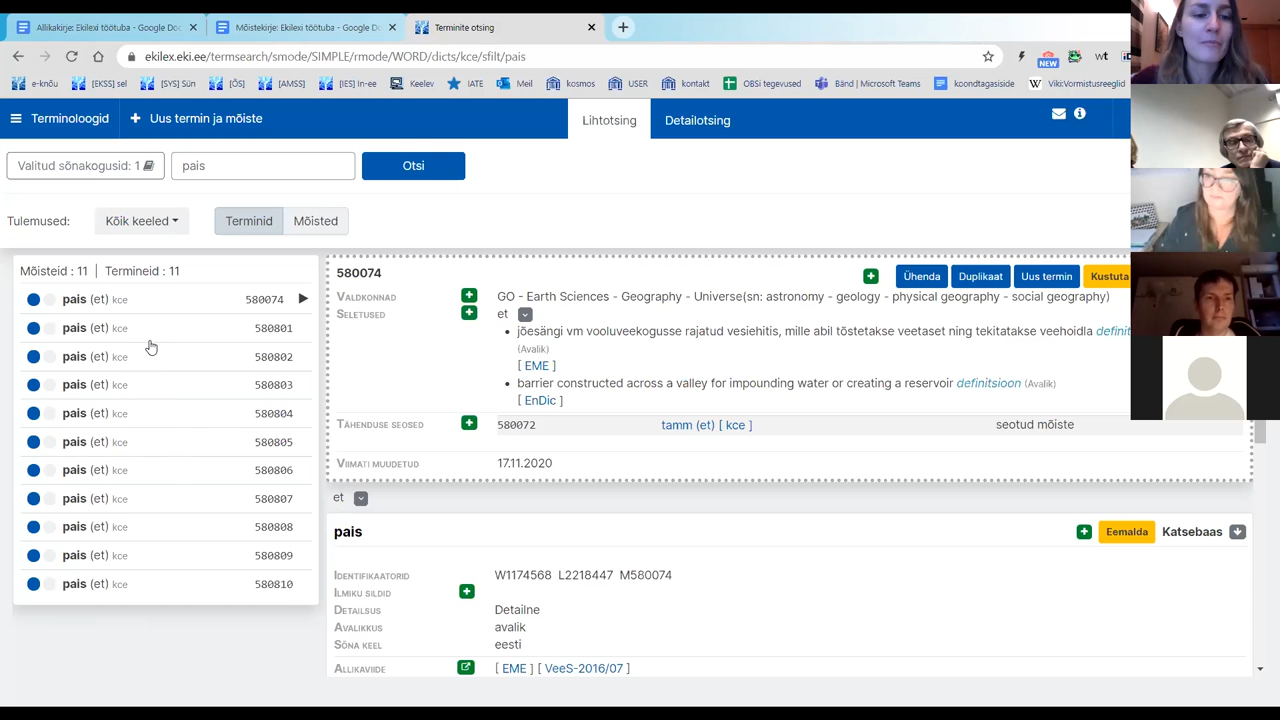 Allikakirje: Ekilexi töötuba - Google Do
Mõistekirje: Ekilexi töötuba - Google D
Terminite otsing
ekilex.eki.ee/termsearch/smode/SIMPLE/rmode/WORD/dicts/kce/sfilt/pais
NEW
wt
e-knõu
[EKSS] sel
[SYS] Sün
[ÕS]
[AMSS]
[IES] In-ee
Keelev
IATE
Meil
kosmos
USER
kontakt
OBSi tegevused
Bänd | Microsoft Teams
koondtagasiside
Viki:Vormistusreeglid
Terminoloogid
Uus termin ja mõiste
Lihtotsing
Detailotsing
Valitud sõnakogusid: 1
pais
Otsi
Tulemused:
Kõik keeled
Terminid
Mõisted
Mõisteid : 11 | Termineid : 11
pais (et) kce 580074
pais (et) kce 580801
pais (et) kce 580802
pais (et) kce 580803
pais (et) kce 580804
pais (et) kce 580805
pais (et) kce 580806
pais (et) kce 580807
pais (et) kce 580808
pais (et) kce 580809
pais (et) kce 580810
580074
Ühenda
Duplikaat
Uus termin
Kustuta
VALDKONNAD
GO - Earth Sciences - Geography - Universe(sn: astronomy - geology - physical geography - social geography)
SELETUSED
et
jõesängi vm vooluveekogusse rajatud vesiehitis, mille abil tõstetakse veetaset ning tekitatakse veehoidla definit
(Avalik)
[ EME ]
barrier constructed across a valley for impounding water or creating a reservoir definitsioon (Avalik)
[ EnDic ]
TÄHENDUSE SEOSED
580072 tamm (et) [ kce ] seotud mõiste
VIIMATI MUUDETUD
17.11.2020
et
pais
Eemalda
Katsebaas
IDENTIFIKAATORID
W1174568 L2218447 M580074
ILMIKU SILDID
DETAILSUS
Detailne
AVALIKKUS
avalik
SÕNA KEEL
eesti
ALLIKAVIIDE
[ EME ] [ VeeS-2016/07 ]